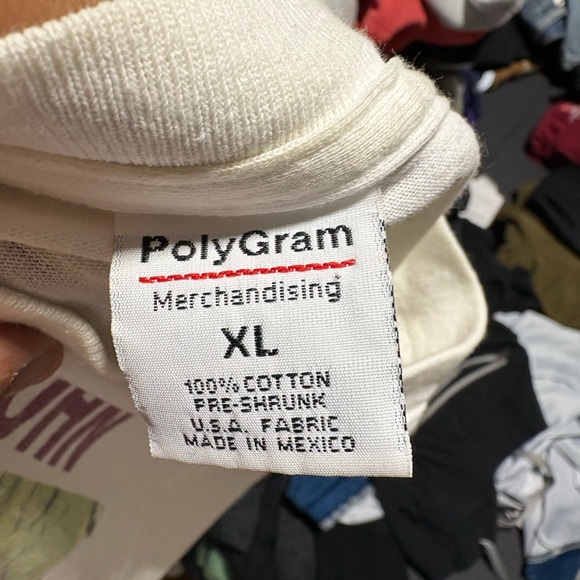 PolyGram
Merchandising
XL
100% COTTON
PRE-SHRUNK
U.S.A. FABRIC
MADE IN MEXICO